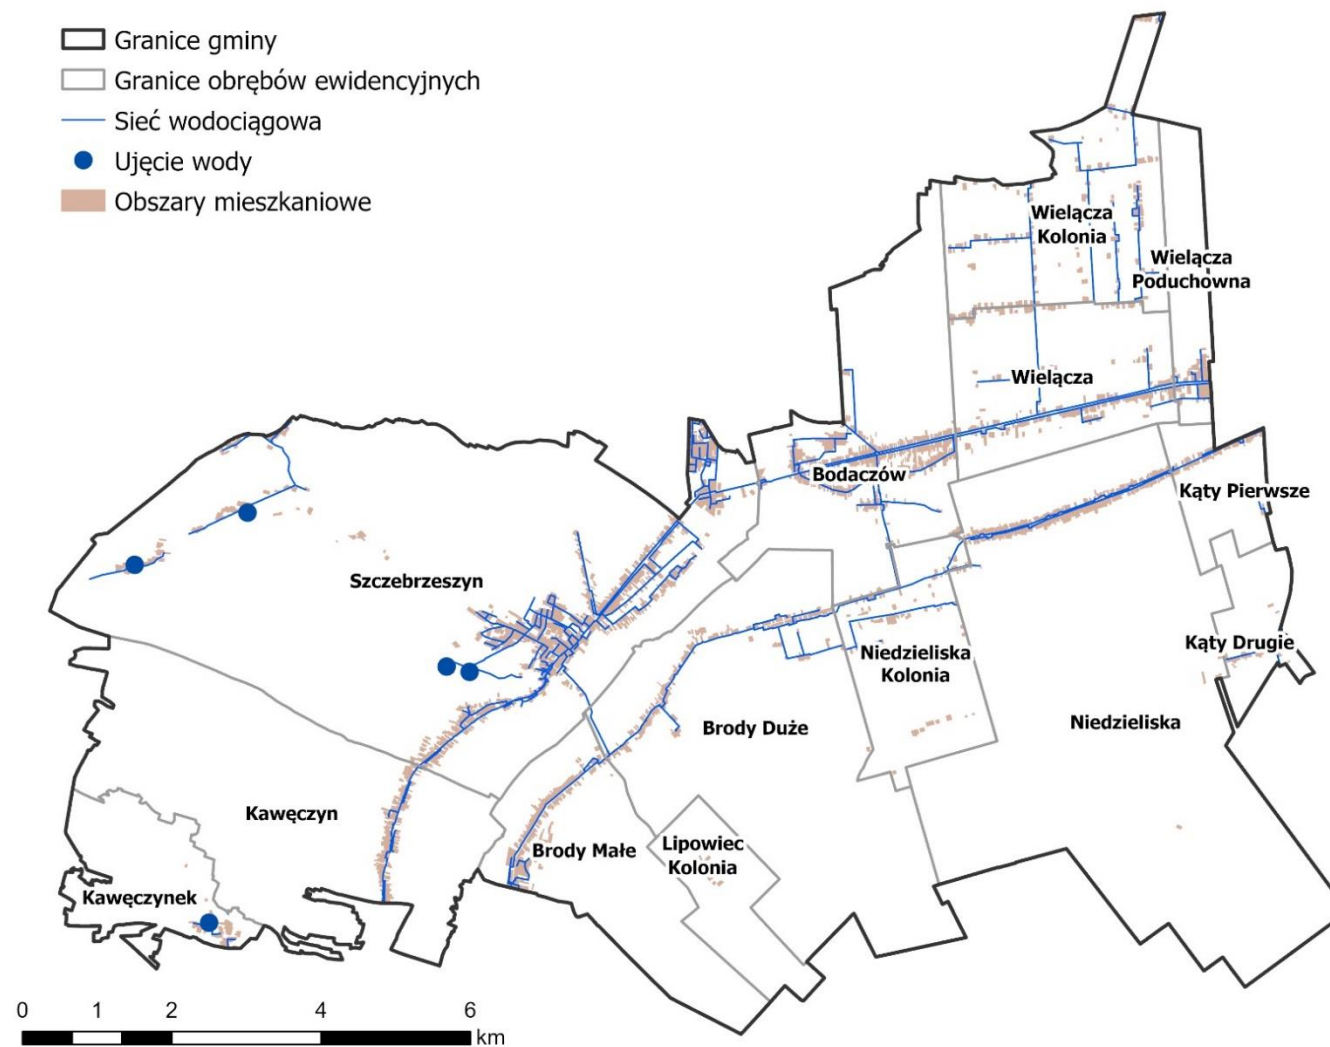 Granice gminy
Granice obrębów ewidencyjnych
Sieć wodociągowa
Ujęcie wody
Obszary mieszkaniowe
Wielącza
Kolonia
Wielącza
Poduchowna
Wielącza
Bodaczów
Kąty Pierwsze
Szczebrzeszyn
Kąty Drugie
Niedzieliska
Kolonia
Niedzieliska
Brody Duże
Kawęczyn
Brody Małe
Lipowiec
Kolonia
Kawęczynek
0 1 2 4 6
km